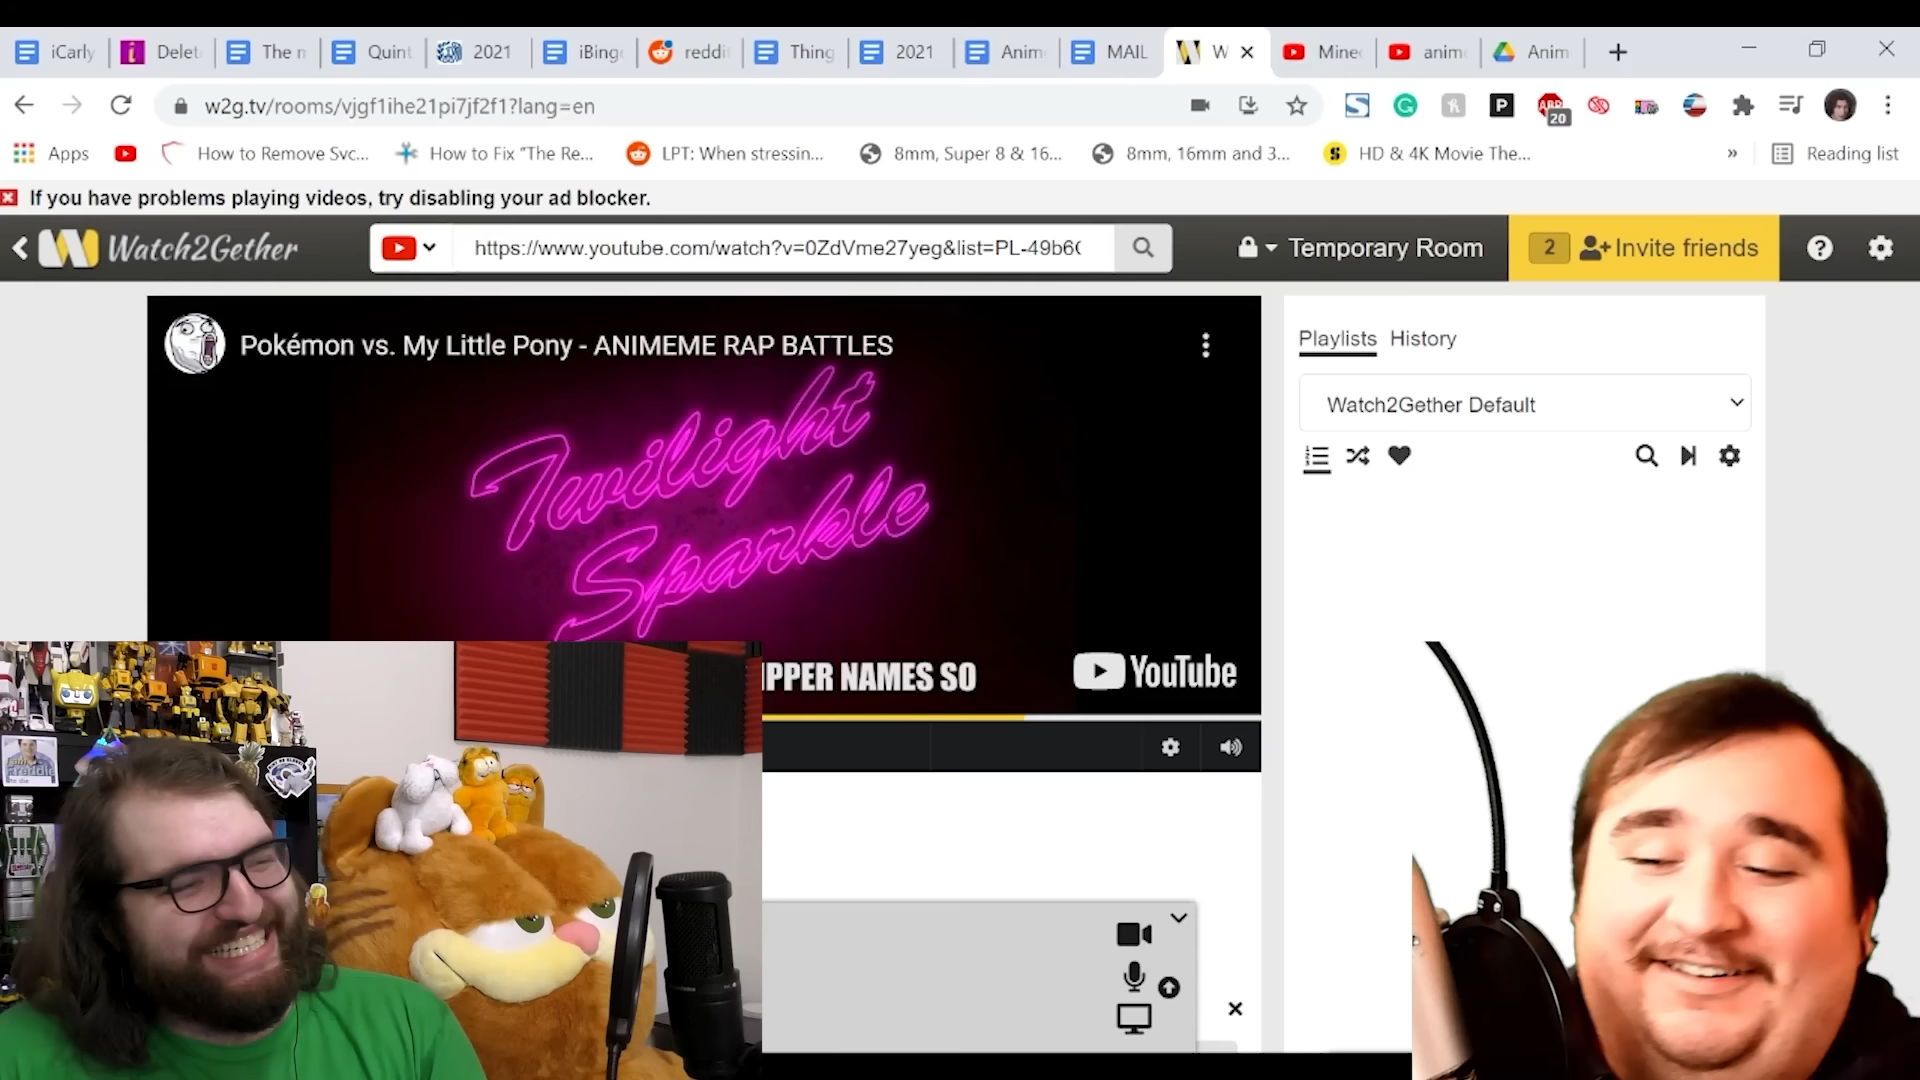 iCarly
Delet
The m
Quint
2021
iBinge
reddi
Thing
2021
Anim
MAIL
W
Mine
anim
Anim
w2g.tv/rooms/vjgf1ihe21pi7jf2f1?lang=en
ABP
20
Apps
How to Remove Svc...
How to Fix "The Re...
LPT: When stressin...
8mm, Super 8 & 16...
8mm, 16mm and 3...
HD & 4K Movie The...
Reading list
If you have problems playing videos, try disabling your ad blocker.
Watch2Gether
https://www.youtube.com/watch?v=0ZdVme27yeg&list=PL-49b6
Temporary Room
2
Invite friends
Pokémon vs. My Little Pony - ANIMEME RAP BATTLES
Playlists
History
Watch2Gether Default
Twilight
Sparkle
IPPER NAMES SO
YouTube